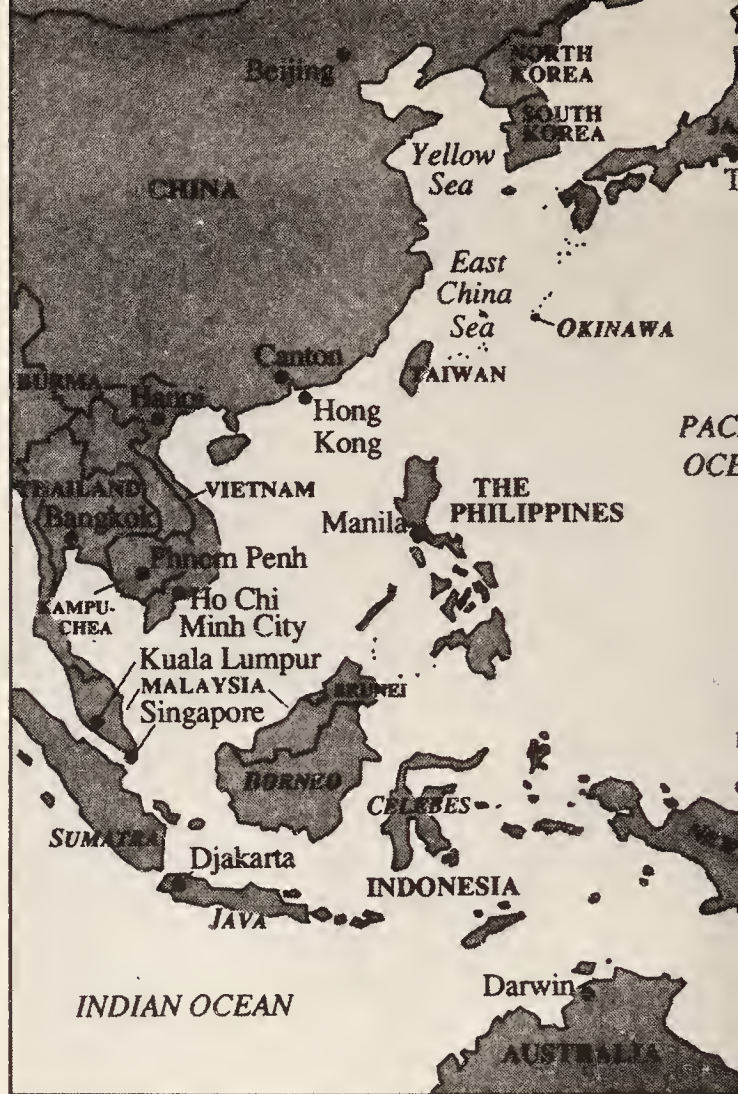 NORTH
KOREA
Beijing
SOUTH
KOREA
Yellow
Sea
CHINA
East
China
Sea
OKINAWA
Canton
TAIWAN
BURMA
Hanoi
Hong
Kong
PAC
OCE
THAILAND
VIETNAM
THE
PHILIPPINES
Bangkok
Manila
Phnom Penh
KAMPU-
CHEA
Ho Chi
Minh City
Kuala Lumpur
MALAYSIA
BRUNEI
Singapore
BORNEO
CELEBES
SUMATRA
Djakarta
INDONESIA
JAVA
Darwin
INDIAN OCEAN
AUSTRALIA